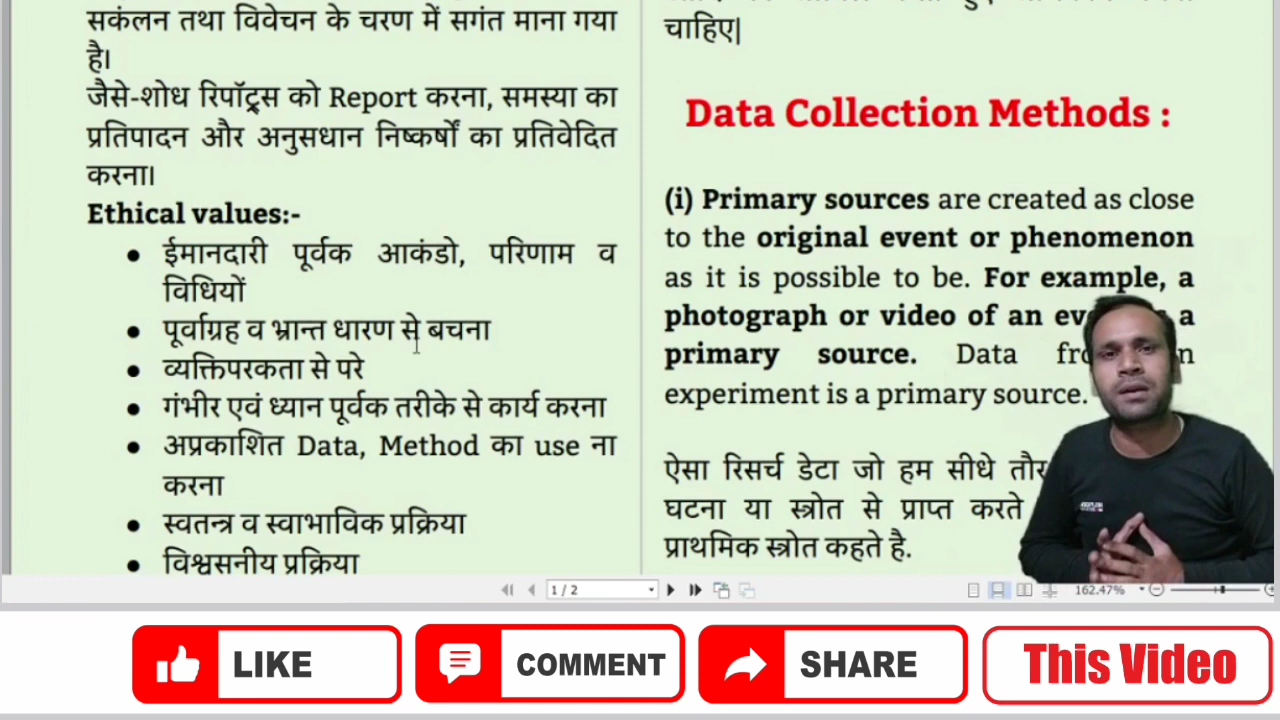 सकंलन तथा विवेचन के चरण में सगंत माना गया
है।
जैसे-शोध रिपॉट्र्स को Report करना, समस्या का
प्रतिपादन और अनुसधान निष्कर्षों का प्रतिवेदित
करना।
Ethical values:-
● ईमानदारी पूर्वक आकंडो, परिणाम व
विधियों
● पूर्वाग्रह व भ्रान्त धारण से बचना
● व्यक्तिपरकता से परे
● गंभीर एवं ध्यान पूर्वक तरीके से कार्य करना
● अप्रकाशित Data, Method का use ना
करना
● स्वतन्त्र व स्वाभाविक प्रक्रिया
● विश्वसनीय प्रक्रिया
चाहिए|
Data Collection Methods :
(i) Primary sources are created as close
to the original event or phenomenon
as it is possible to be. For example, a
photograph or video of an a
primary source. Data
experiment is a primary source.
ऐसा रिसर्च डेटा जो हम सीधे तौर
घटना या स्त्रोत से प्राप्त करते
प्राथमिक स्त्रोत कहते है.
1 / 2
162.47%
LIKE
COMMENT
SHARE
This Video